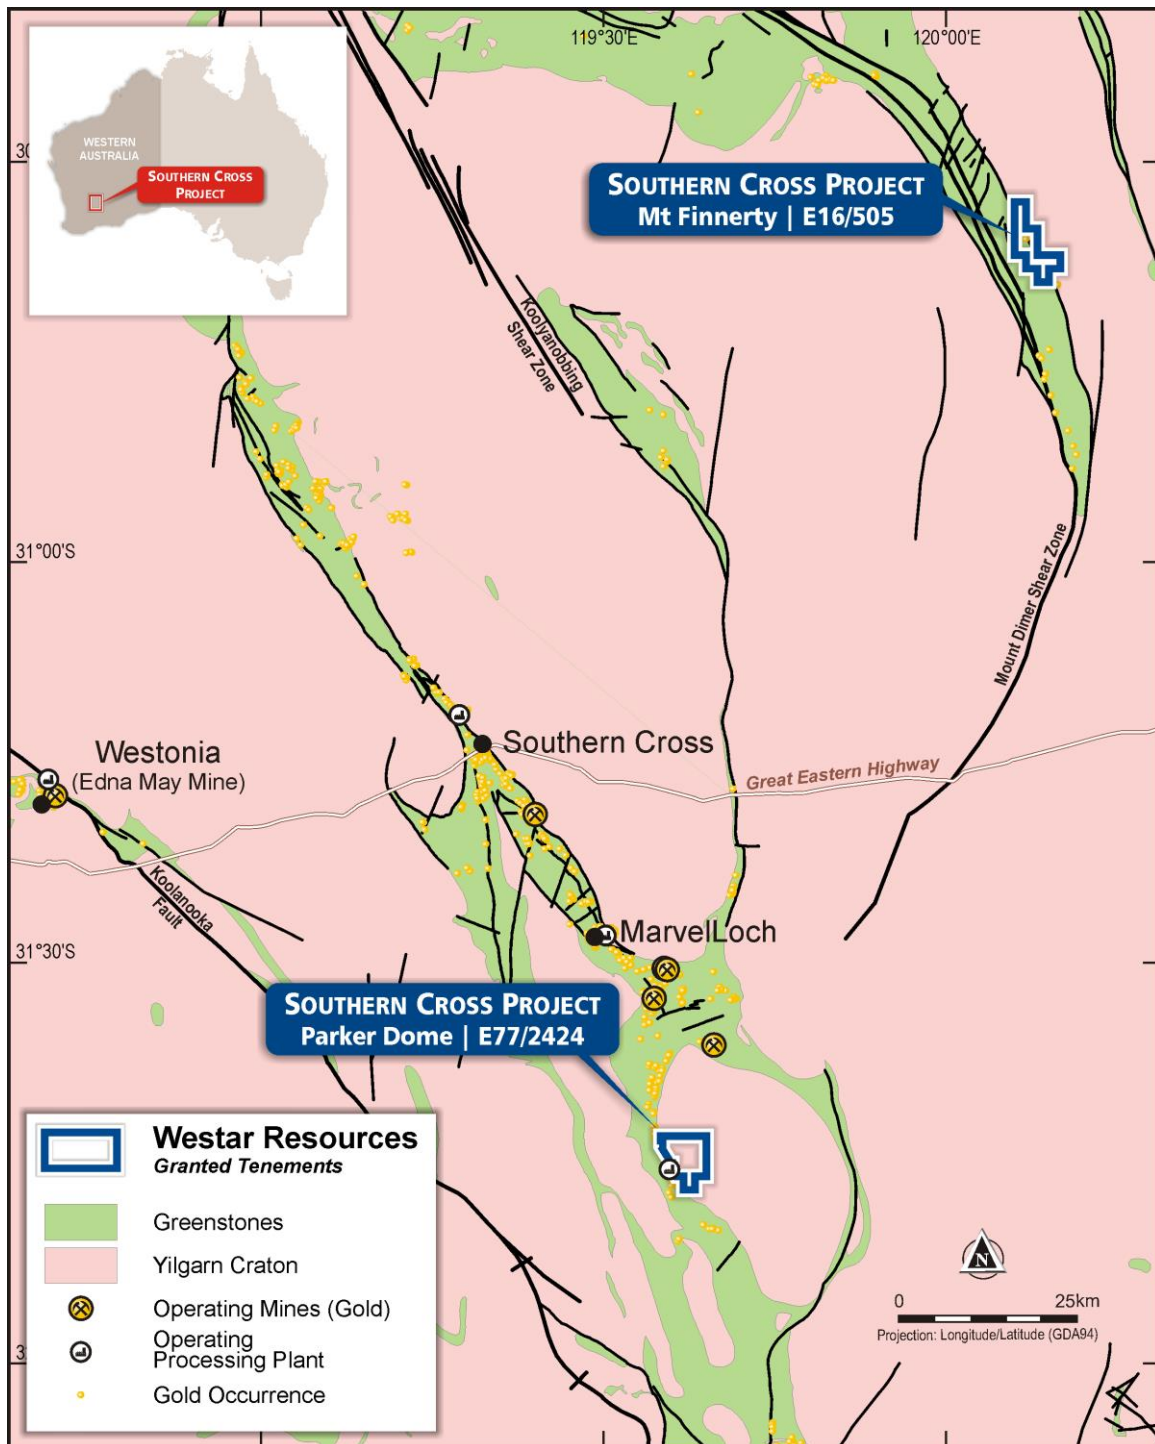 119°30'E
120°00'E
WESTERN
AUSTRALIA
SOUTHERN CROSS
PROJECT
SOUTHERN CROSS PROJECT
Mt Finnerty | E16/505
Koolyanobbing
Shear Zone
31°00'S
Mount Dimer Shear Zone
Southern Cross
Westonia
(Edna May Mine)
Great Eastern Highway
Koolanooka
Fault
MarvelLoch
31°30'S
SOUTHERN CROSS PROJECT
Parker Dome | E77/2424
Westar Resources
Granted Tenements
Greenstones
Yilgarn Craton
Operating Mines (Gold)
Operating
Processing Plant
Gold Occurrence
N
0 25km
Projection: Longitude/Latitude (GDA94)